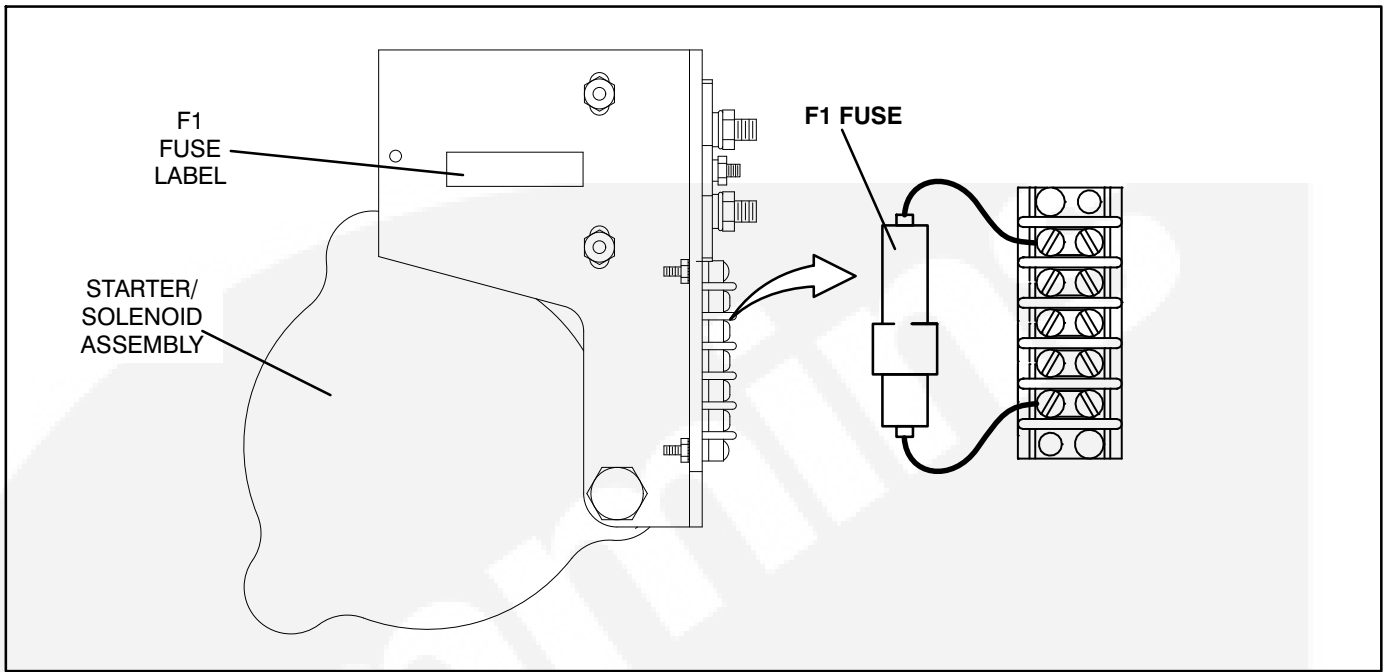 F1
FUSE
LABEL
STARTER/
SOLENOID
ASSEMBLY
F1 FUSE